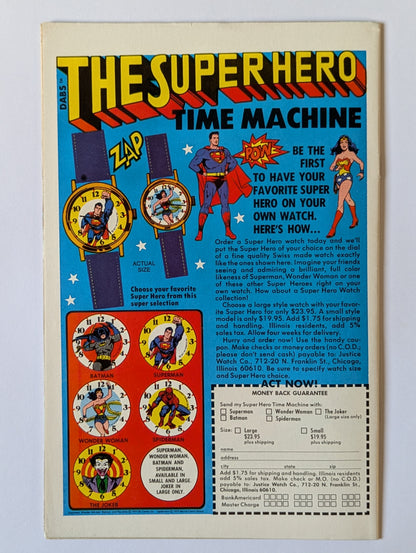 DABS™
THE SUPER HERO
TIME MACHINE
ZAP
POW
BE THE
FIRST
TO HAVE YOUR
FAVORITE SUPER
HERO ON YOUR
OWN WATCH.
HERE'S HOW...
ACTUAL
SIZE
Choose your favorite
Super Hero from this
super selection
Order a Super Hero watch today and we'll
put the Super Hero of your choice on the dial
of a fine quality Swiss made watch exactly
like the ones shown here. Imagine your friends
seeing and admiring a brilliant, full color
likeness of Superman, Wonder Woman or one
of these other Super Heroes right on your
own watch. How about a Super Hero Watch
collection!
Choose a large style watch with your favor-
ite Super Hero for only $23.95. A small style
model is only $19.95. Add $1.75 for shipping
and handling. Illinois residents, add 5%
sales tax. Allow four weeks for delivery.
Hurry and order now! Use the handy cou-
pon. Make checks or money orders (no C.O.D.;
please don't send cash) payable to: Justice
Watch Co., 712-20 N. Franklin St., Chicago,
Illinois 60610. Be sure to specify watch size
and Super Hero choice.
BATMAN
SUPERMAN
WONDER WOMAN
SPIDERMAN
THE JOKER
SUPERMAN,
WONDER WOMAN,
BATMAN AND
SPIDERMAN,
AVAILABLE IN
SMALL AND LARGE.
JOKER IN
LARGE ONLY.
ACT NOW!
MONEY BACK GUARANTEE
Send my Super Hero Time Machine with:
Superman Wonder Woman The Joker
Batman Spiderman (Large size only)
Size: Large Small
$23.95 $19.95
plus shipping plus shipping
name
address
city state zip
Add $1.75 for shipping and handling. Illinois residents
add 5% sales tax. Make check or M.O. (no C.O.D.)
payable to: Justice Watch Co., 712-20 N. Franklin St.,
Chicago, Illinois 60610.
BankAmericard
Master Charge